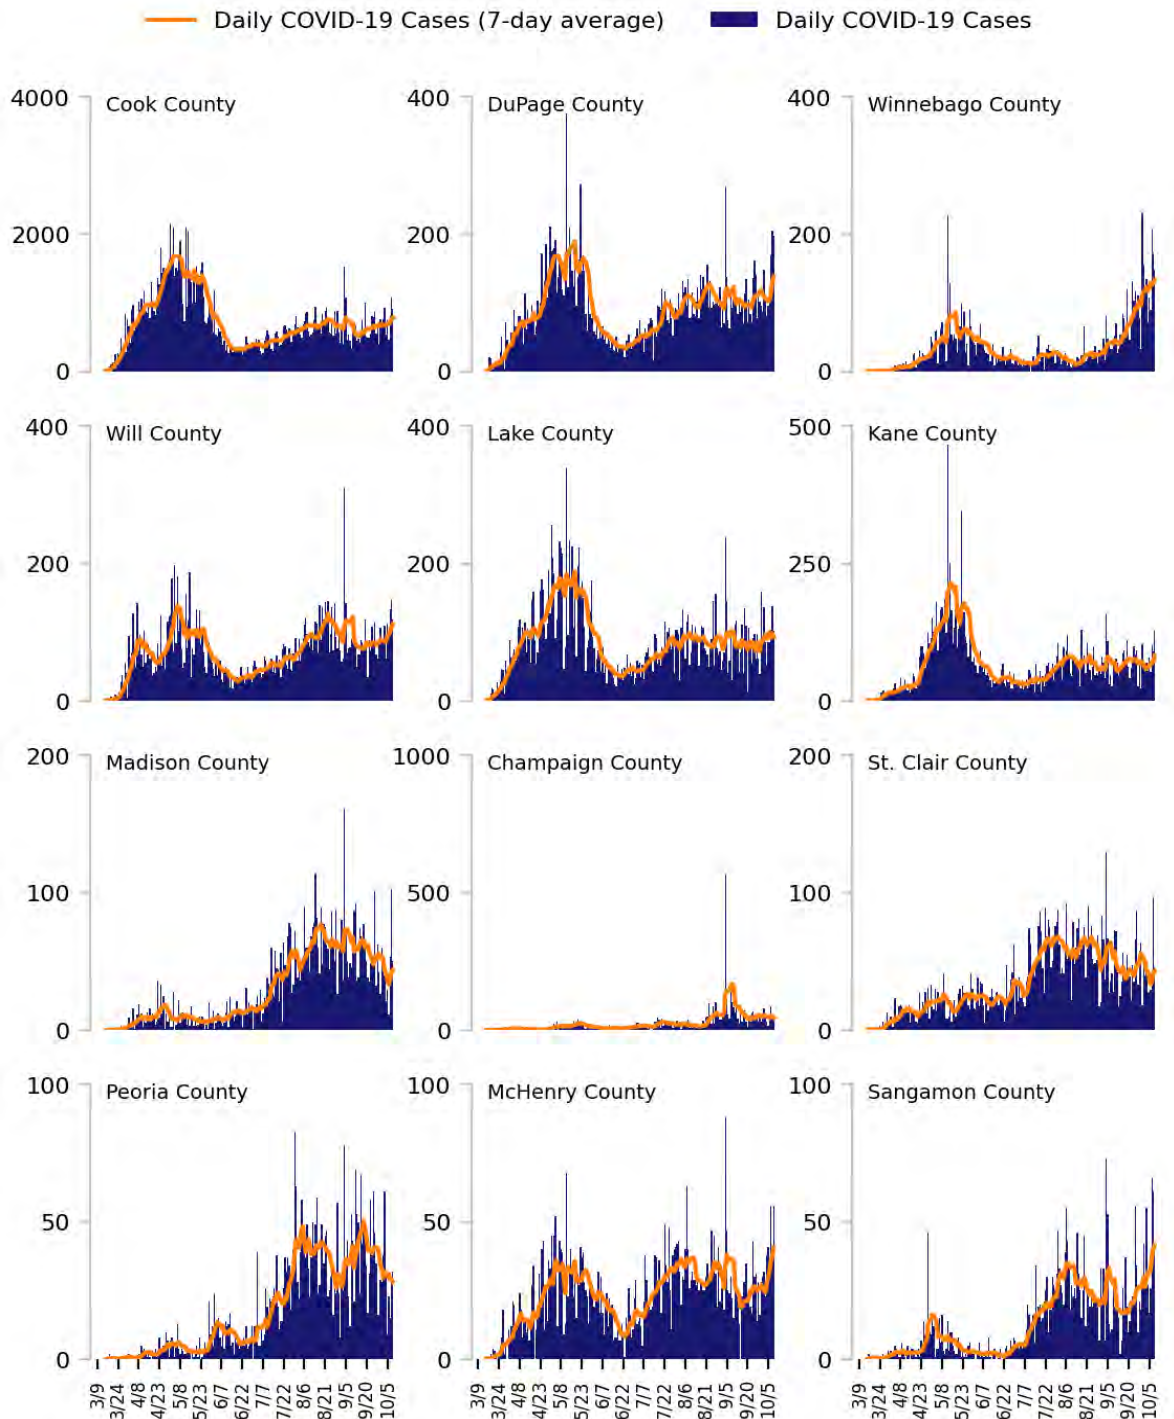 Daily COVID-19 Cases (7-day average) Daily COVID-19 Cases
4000 Cook County 400 DuPage County 400 Winnebago County
2000 200 200
0 0 0
400 Will County 400 Lake County 500 Kane County
200 200 250
0 0 0
200 Madison County 1000 Champaign County 200 St. Clair County
100 500 100
0 0 0
100 Peoria County 100 McHenry County 100 Sangamon County
50 50 50
0 0 0
3/9 3/24 4/8 4/23 5/8 5/23 6/7 6/22 7/7 7/22 8/6 8/21 9/5 9/20 10/5 3/9 3/24 4/8 4/23 5/8 5/23 6/7 6/22 7/7 7/22 8/6 8/21 9/5 9/20 10/5 3/9 3/24 4/8 4/23 5/8 5/23 6/7 6/22 7/7 7/22 8/6 8/21 9/5 9/20 10/5